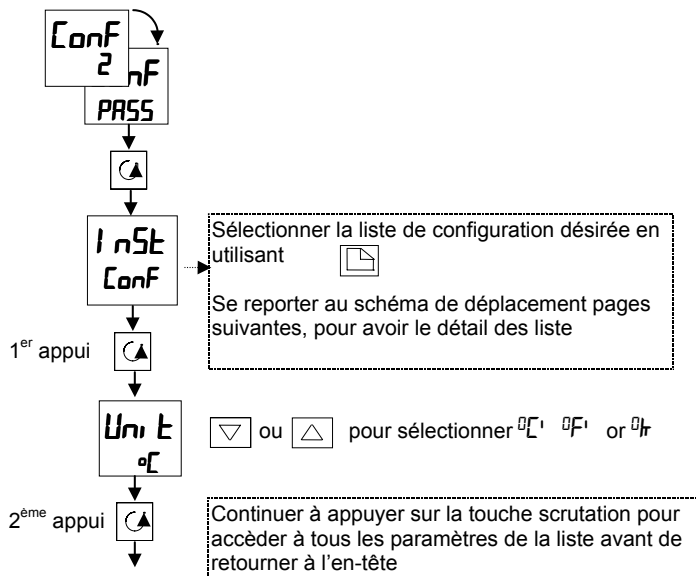 ConF
2
nF
PASS
InSt
ConF
Sélectionner la liste de configuration désirée en
utilisant
Se reporter au schéma de déplacement pages
suivantes, pour avoir le détail des liste
1er appui
Unit
°C
ou pour sélectionner °C' °F' or °k
2ème appui
Continuer à appuyer sur la touche scrutation pour
accèder à tous les paramètres de la liste avant de
retourner à l'en-tête